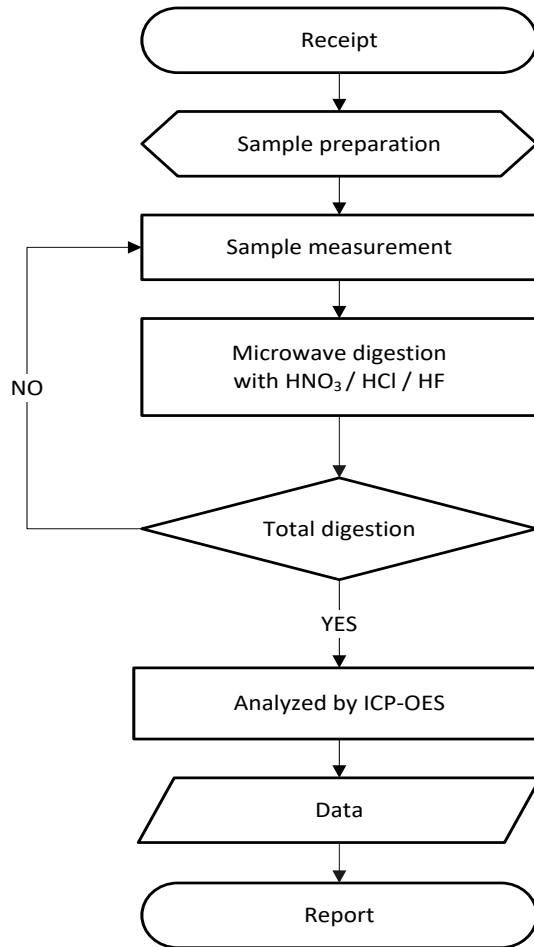 Receipt
Sample preparation
Sample measurement
Microwave digestion
with HNO₃ / HCl / HF
NO
Total digestion
YES
Analyzed by ICP-OES
Data
Report